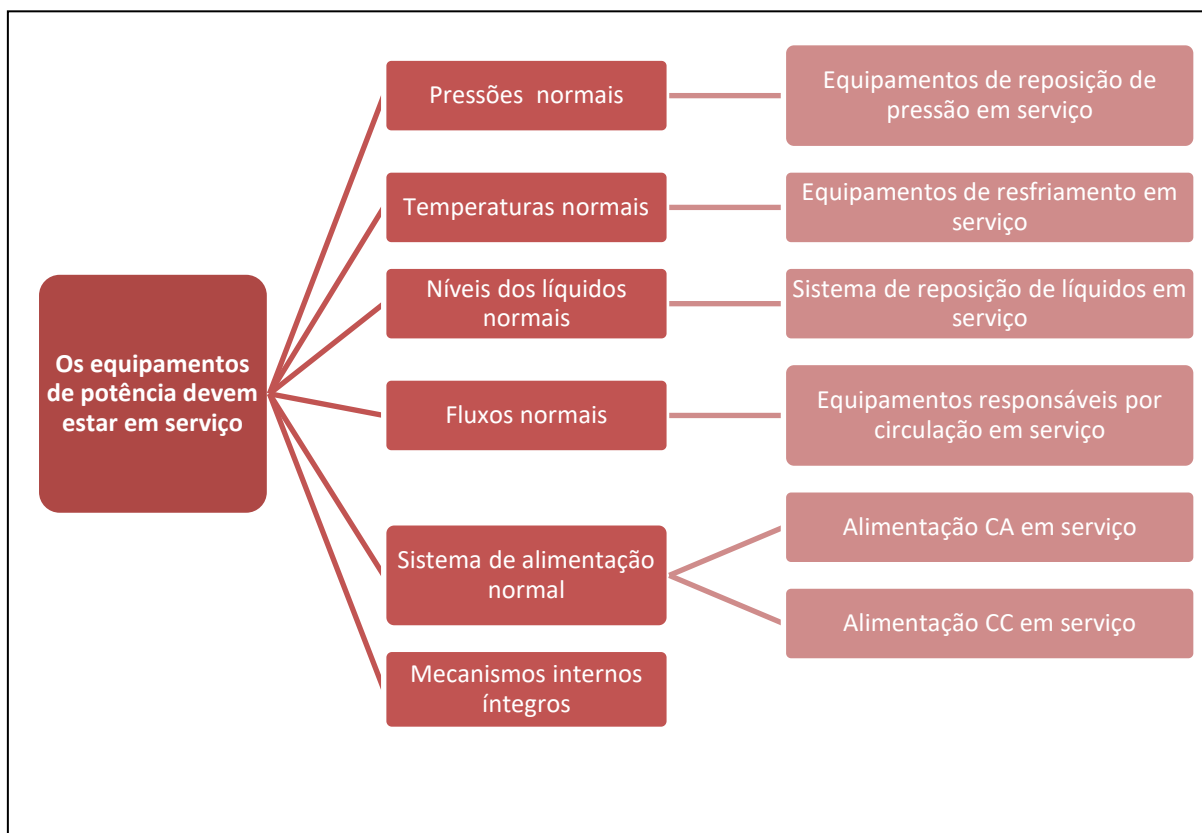 Os equipamentos
de potência devem
estar em serviço
Pressões normais
Equipamentos de reposição de
pressão em serviço
Temperaturas normais
Equipamentos de resfriamento em
serviço
Níveis dos líquidos
normais
Sistema de reposição de líquidos em
serviço
Fluxos normais
Equipamentos responsáveis por
circulação em serviço
Sistema de alimentação
normal
Alimentação CA em serviço
Alimentação CC em serviço
Mecanismos internos
íntegros